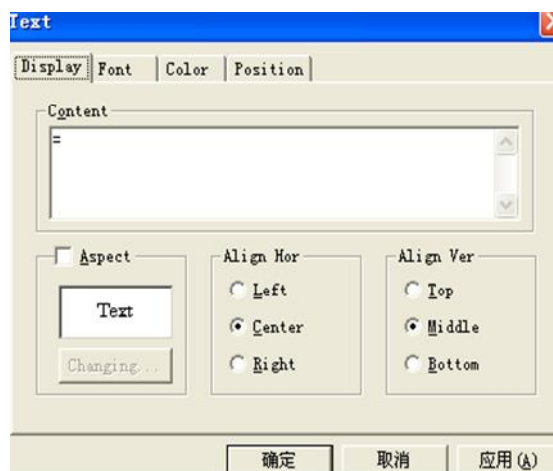 Text
Display Font Color Position
Content
=
Aspect
Text
Changing...
Align Hor
Left
Center
Right
Align Ver
Top
Middle
Bottom
确定 取消 应用(A)